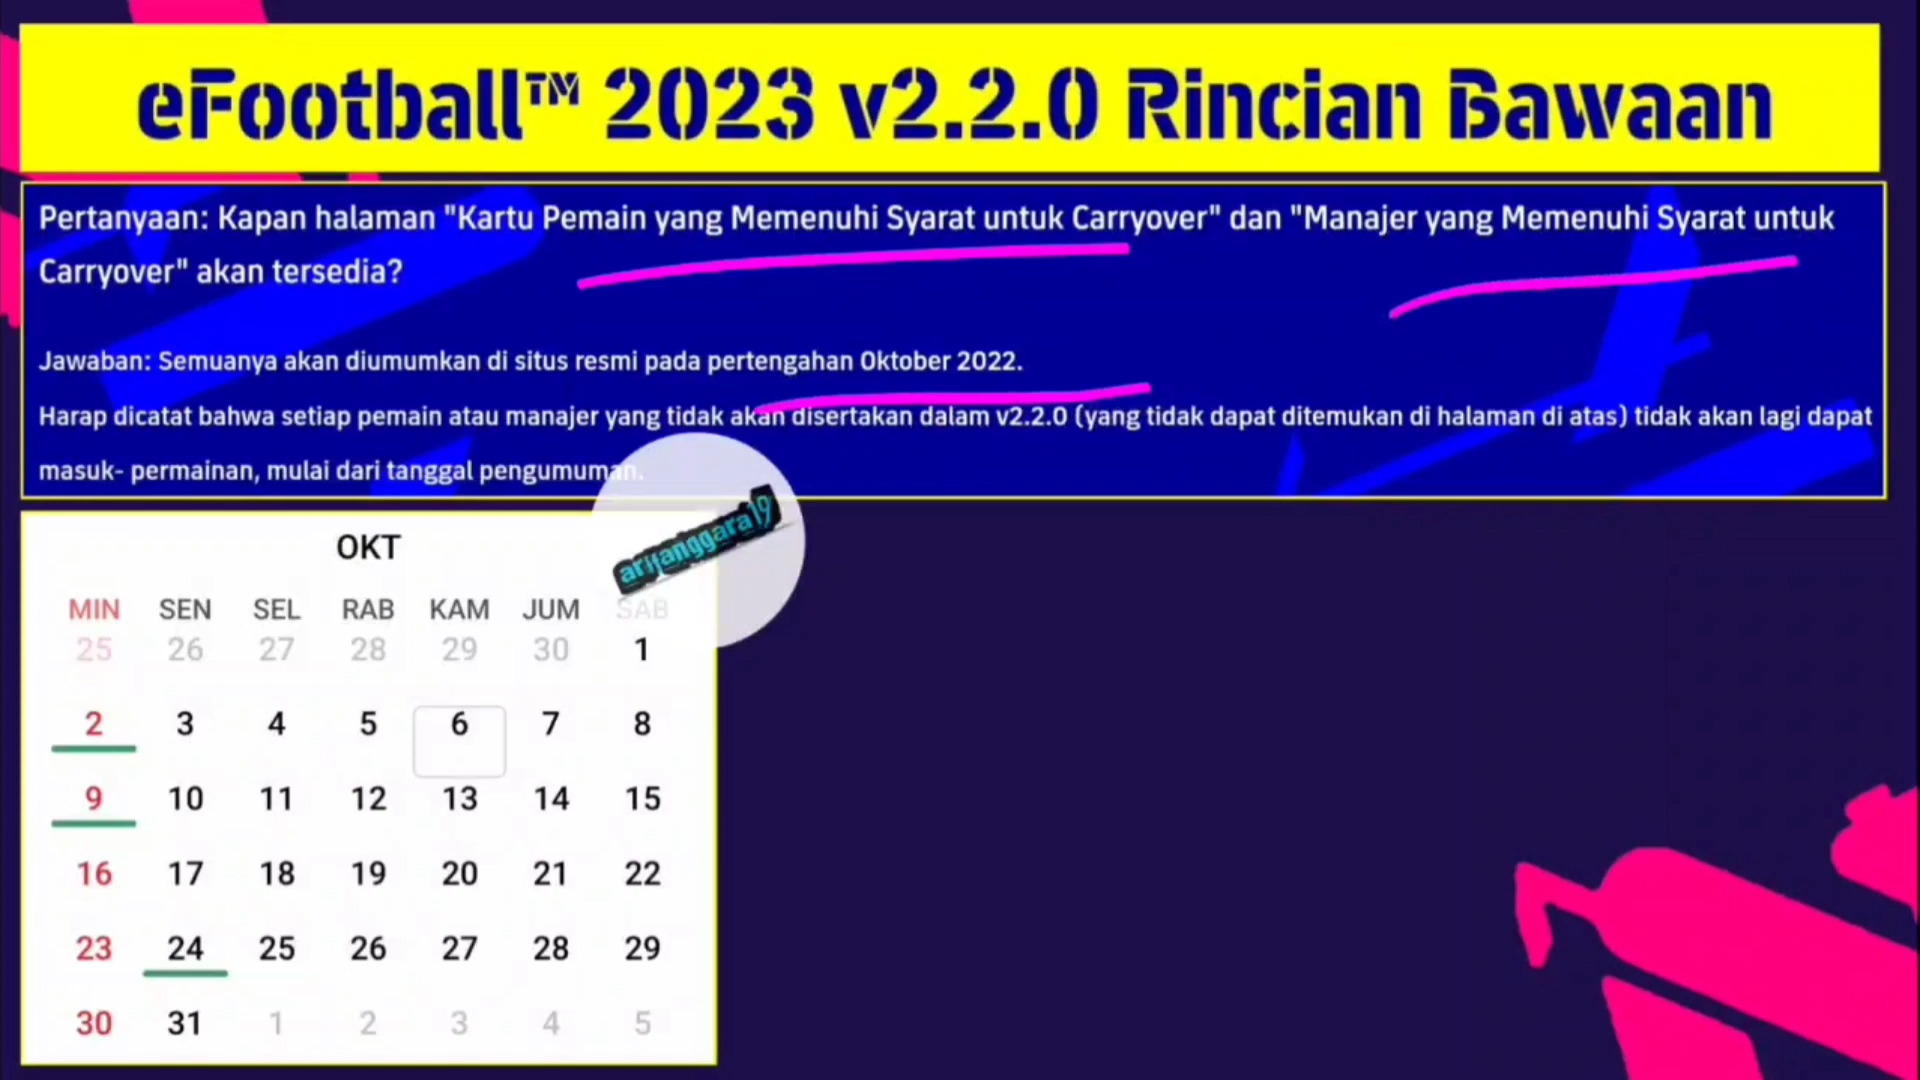 eFootball™ 2023 v2.2.0 Rincian Bawaan
Pertanyaan: Kapan halaman "Kartu Pemain yang Memenuhi Syarat untuk Carryover" dan "Manajer yang Memenuhi Syarat untuk
Carryover" akan tersedia?
Jawaban: Semuanya akan diumumkan di situs resmi pada pertengahan Oktober 2022.
Harap dicatat bahwa setiap pemain atau manajer yang tidak akan disertakan dalam v2.2.0 (yang tidak dapat ditemukan di halaman di atas) tidak akan lagi dapat
masuk- permainan, mulai dari tanggal pengumuman.
arijanggara19
OKT
MIN SEN SEL RAB KAM JUM SAB
25 26 27 28 29 30 1
2 3 4 5 6 7 8
9 10 11 12 13 14 15
16 17 18 19 20 21 22
23 24 25 26 27 28 29
30 31 1 2 3 4 5